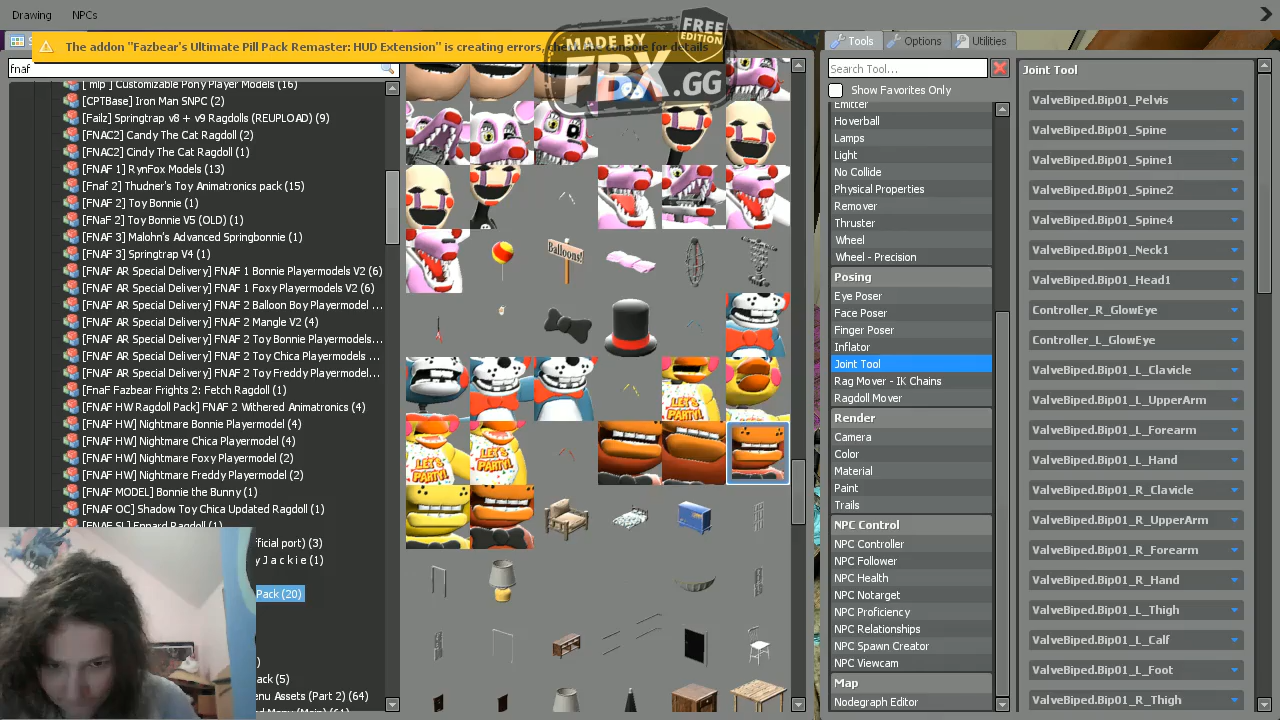 Drawing NPCs
The addon "Fazbear's Ultimate Pill Pack Remaster: HUD Extension" is creating errors, check the console for details
MADE BY
FREE EDITION
FBX.GG
fnaf
[ mlp ] Customizable Pony Player Models (16)
[CPTBase] Iron Man SNPC (2)
[Failz] Springtrap v8 + v9 Ragdolls (REUPLOAD) (9)
[FNAC2] Candy The Cat Ragdoll (2)
[FNAC2] Cindy The Cat Ragdoll (1)
[FNAF 1] RynFox Models (13)
[Fnaf 2] Thudner's Toy Animatronics pack (15)
[FNAF 2] Toy Bonnie (1)
[FNaF 2] Toy Bonnie V5 (OLD) (1)
[FNAF 3] Malohn's Advanced Springbonnie (1)
[FNAF 3] Springtrap V4 (1)
[FNAF AR Special Delivery] FNAF 1 Bonnie Playermodels V2 (6)
[FNAF AR Special Delivery] FNAF 1 Foxy Playermodels V2 (6)
[FNAF AR Special Delivery] FNAF 2 Balloon Boy Playermodel ...
[FNAF AR Special Delivery] FNAF 2 Mangle V2 (4)
[FNAF AR Special Delivery] FNAF 2 Toy Bonnie Playermodels...
[FNAF AR Special Delivery] FNAF 2 Toy Chica Playermodels ...
[FNAF AR Special Delivery] FNAF 2 Toy Freddy Playermodel...
[FnaF Fazbear Frights 2: Fetch Ragdoll (1)
[FNAF HW Ragdoll Pack] FNAF 2 Withered Animatronics (4)
[FNAF HW] Nightmare Bonnie Playermodel (4)
[FNAF HW] Nightmare Chica Playermodel (4)
[FNAF HW] Nightmare Foxy Playermodel (2)
[FNAF HW] Nightmare Freddy Playermodel (2)
[FNAF MODEL] Bonnie the Bunny (1)
[FNAF OC] Shadow Toy Chica Updated Ragdoll (1)
[FNAF SL] Ennard Ragdoll (1)
fficial port) (3)
y J a c k i e (1)
Pack (20)
)
ack (5)
enu Assets (Part 2) (64)
Balloons!
LET'S PARTY!
LET'S PARTY!
LET'S PARTY!
LET'S PARTY!
Tools Options Utilities
Search Tool...
Show Favorites Only
Emitter
Hoverball
Lamps
Light
No Collide
Physical Properties
Remover
Thruster
Wheel
Wheel - Precision
Posing
Eye Poser
Face Poser
Finger Poser
Inflator
Joint Tool
Rag Mover - IK Chains
Ragdoll Mover
Render
Camera
Color
Material
Paint
Trails
NPC Control
NPC Controller
NPC Follower
NPC Health
NPC Notarget
NPC Proficiency
NPC Relationships
NPC Spawn Creator
NPC Viewcam
Map
Nodegraph Editor
Joint Tool
ValveBiped.Bip01_Pelvis
ValveBiped.Bip01_Spine
ValveBiped.Bip01_Spine1
ValveBiped.Bip01_Spine2
ValveBiped.Bip01_Spine4
ValveBiped.Bip01_Neck1
ValveBiped.Bip01_Head1
Controller_R_GlowEye
Controller_L_GlowEye
ValveBiped.Bip01_L_Clavicle
ValveBiped.Bip01_L_UpperArm
ValveBiped.Bip01_L_Forearm
ValveBiped.Bip01_L_Hand
ValveBiped.Bip01_R_Clavicle
ValveBiped.Bip01_R_UpperArm
ValveBiped.Bip01_R_Forearm
ValveBiped.Bip01_R_Hand
ValveBiped.Bip01_L_Thigh
ValveBiped.Bip01_L_Calf
ValveBiped.Bip01_L_Foot
ValveBiped.Bip01_R_Thigh